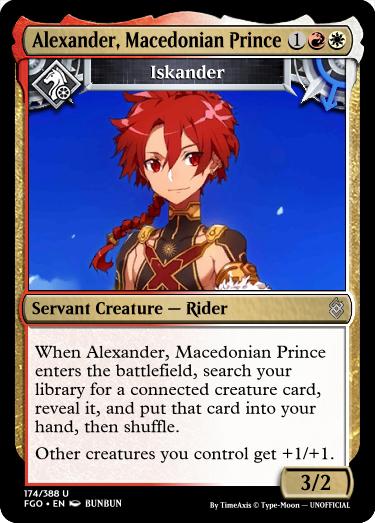 Alexander, Macedonian Prince 1
Iskander
Servant Creature — Rider
When Alexander, Macedonian Prince
enters the battlefield, search your
library for a connected creature card,
reveal it, and put that card into your
hand, then shuffle.
Other creatures you control get +1/+1.
3/2
174/388 U
FGO • EN BUNBUN
By TimeAxis © Type-Moon — UNOFFICIAL